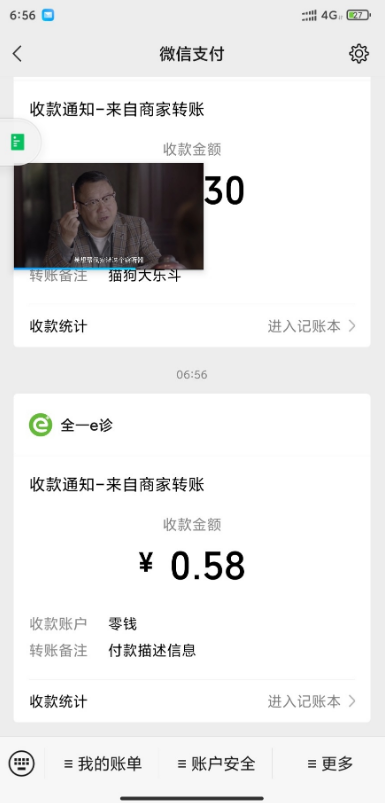 6:56
4G
27
微信支付
收款通知-来自商家转账
收款金额
30
转账备注 猫狗大乐斗
收款统计 进入记账本
06:56
全一e诊
收款通知-来自商家转账
收款金额
¥ 0.58
收款账户 零钱
转账备注 付款描述信息
收款统计 进入记账本
我的账单 账户安全 更多